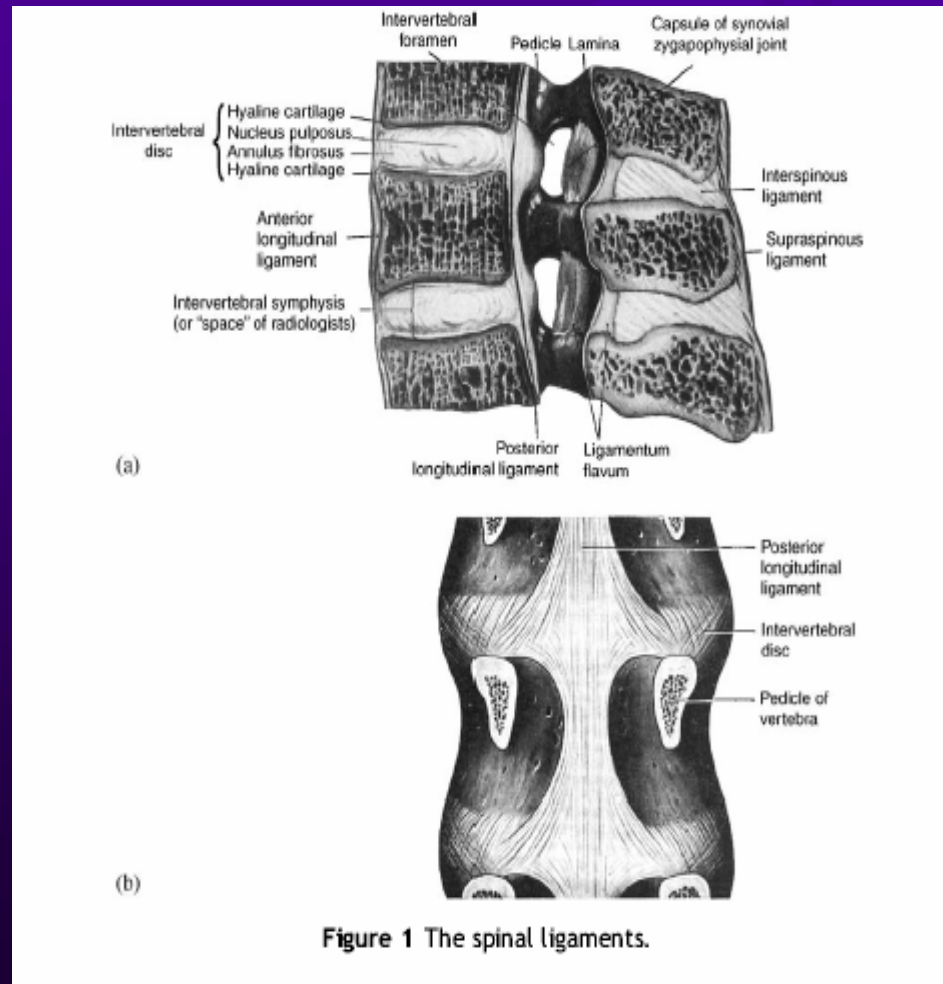 Intervertebral
foramen
Pedicle Lamina
Capsule of synovial
zygapophysial joint
Intervertebral
disc
Hyaline cartilage
Nucleus pulposus
Annulus fibrosus
Hyaline cartilage
Interspinous
ligament
Anterior
longitudinal
ligament
Supraspinous
ligament
Intervertebral symphysis
(or "space" of radiologists)
Posterior
longitudinal ligament
Ligamentum
flavum
(a)
Posterior
longitudinal
ligament
Intervertebral
disc
Pedicle of
vertebra
(b)
Figure 1 The spinal ligaments.